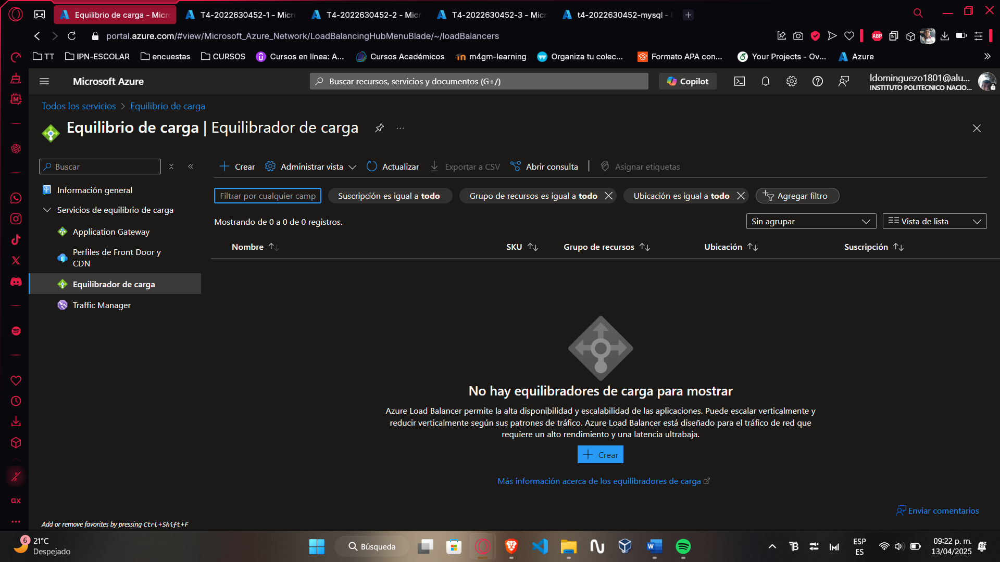 Equilibrio de carga - Micr
T4-2022630452-1 - Micr
T4-2022630452-2 - Micr
T4-2022630452-3 - Micr
t4-2022630452-mysql -
portal.azure.com/#view/Microsoft_Azure_Network/LoadBalancingHubMenuBlade/~/loadBalancers
ABP
TT
IPN-ESCOLAR
encuestas
CURSOS
Cursos en línea: A...
Cursos Académicos
m4gm-learning
Organiza tu colec...
Formato APA con...
Your Projects - Ov...
Azure
Microsoft Azure
Buscar recursos, servicios y documentos (G+/)
Copilot
ldominguezo1801@alu...
INSTITUTO POLITECNICO NACIO...
Todos los servicios > Equilibrio de carga
Equilibrio de carga | Equilibrador de carga
Buscar
Crear
Administrar vista
Actualizar
Exportar a CSV
Abrir consulta
Asignar etiquetas
Información general
Servicios de equilibrio de carga
Application Gateway
Perfiles de Front Door y
CDN
Equilibrador de carga
Traffic Manager
Filtrar por cualquier camp
Suscripción es igual a todo
Grupo de recursos es igual a todo
Ubicación es igual a todo
Agregar filtro
Mostrando de 0 a 0 de 0 registros.
Sin agrupar
Vista de lista
Nombre
SKU
Grupo de recursos
Ubicación
Suscripción
No hay equilibradores de carga para mostrar
Azure Load Balancer permite la alta disponibilidad y escalabilidad de las aplicaciones. Puede escalar verticalmente y
reducir verticalmente según sus patrones de tráfico. Azure Load Balancer está diseñado para el tráfico de red que
requiere un alto rendimiento y una latencia ultrabaja.
Crear
Más información acerca de los equilibradores de carga
Enviar comentarios
GX
Add or remove favorites by pressing Ctrl+Shift+F
6
21°C
Despejado
Búsqueda
ESP
ES
09:22 p. m.
13/04/2025